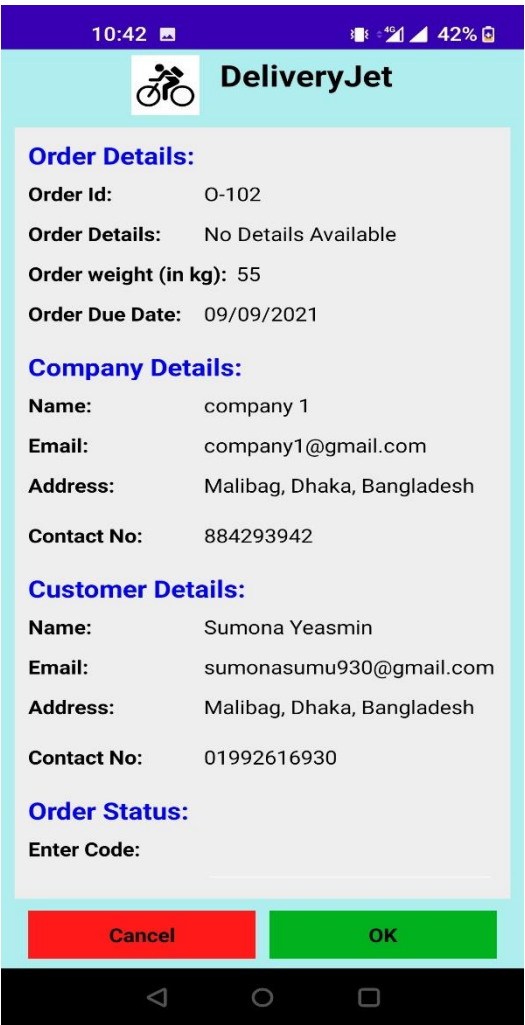 10:42 4G 42%
DeliveryJet
Order Details:
Order Id: O-102
Order Details: No Details Available
Order weight (in kg): 55
Order Due Date: 09/09/2021
Company Details:
Name: company 1
Email: company1@gmail.com
Address: Malibag, Dhaka, Bangladesh
Contact No: 884293942
Customer Details:
Name: Sumona Yeasmin
Email: sumonasumu930@gmail.com
Address: Malibag, Dhaka, Bangladesh
Contact No: 01992616930
Order Status:
Enter Code:
Cancel OK